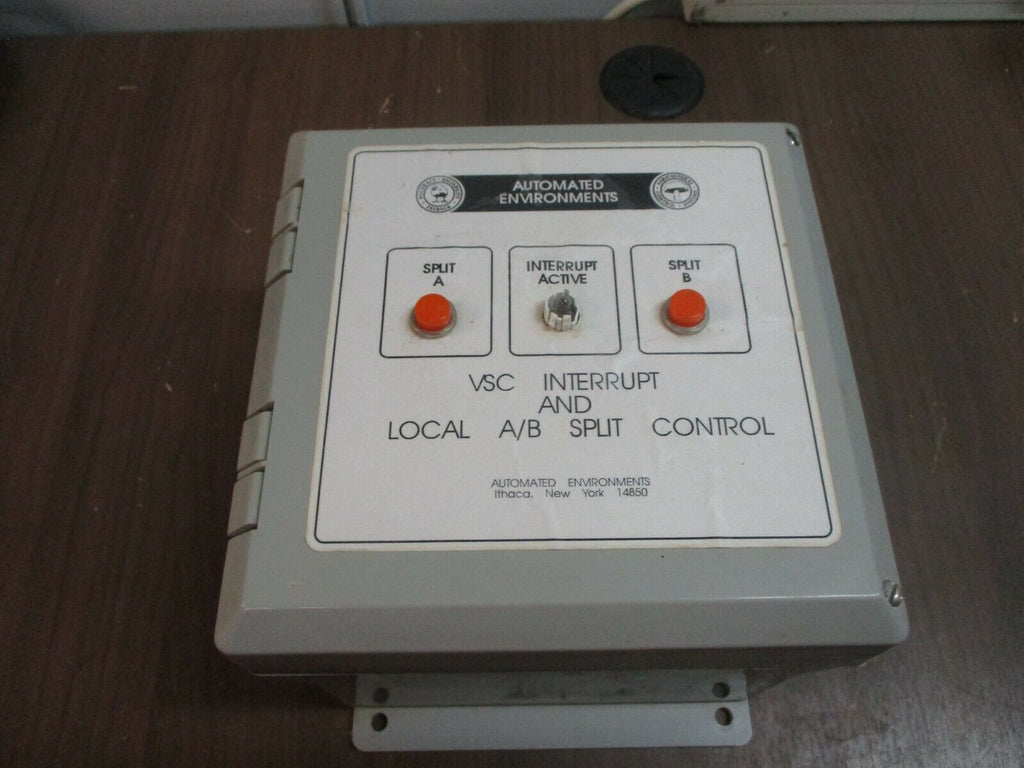 AUTOMATED
ENVIRONMENTS
SPLIT
A
INTERRUPT
ACTIVE
SPLIT
B
VSC INTERRUPT
AND
LOCAL A/B SPLIT CONTROL
AUTOMATED ENVIRONMENTS
Ithaca, New York 14850